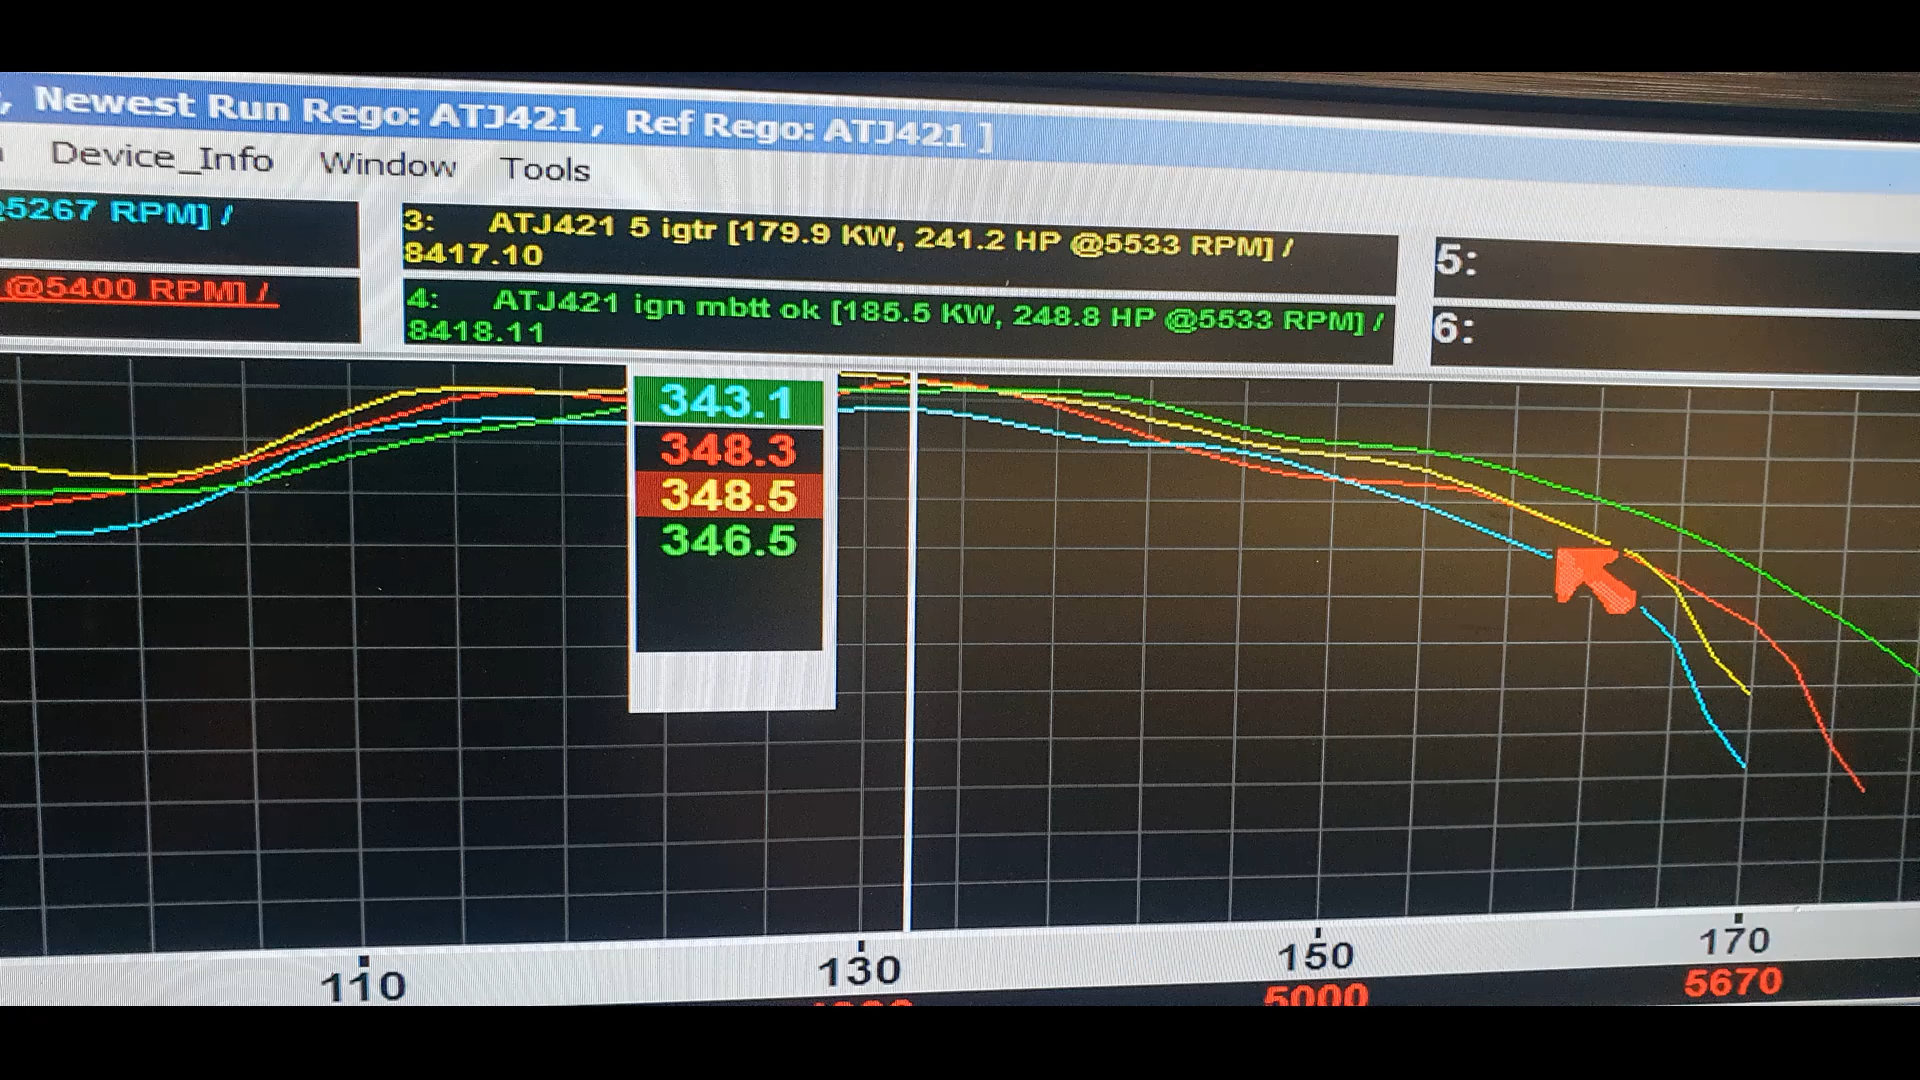 , Newest Run Rego: ATJ421 , Ref Rego: ATJ421 ]
Device_Info Window Tools
@5267 RPM] /
@5400 RPM] /
3: ATJ421 5 igtr [179.9 KW, 241.2 HP @5533 RPM] /
8417.10
4: ATJ421 ign mbtt ok [185.5 KW, 248.8 HP @5533 RPM] /
8418.11
5:
6:
343.1
348.3
348.5
346.5
110 130 150 170
5000 5670